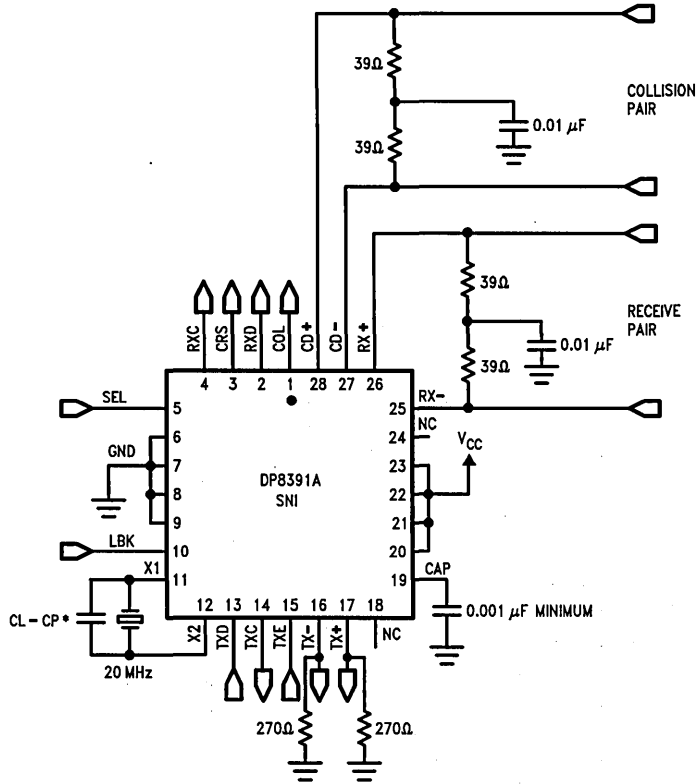 39Ω
COLLISION
PAIR
0.01 μF
39Ω
39Ω
RECEIVE
PAIR
0.01 μF
39Ω
RXC
CRS
RXD
COL
CD+
CD-
RX+
4
3
2
1
28
27
26
SEL
5
25
RX-
6
24
NC
GND
7
23
VCC
8
22
9
21
DP8391A
SNI
LBK
10
20
X1
11
19
CAP
0.001 μF MINIMUM
CL-CP*
20 MHz
12
13
14
15
16
17
18
X2
TXD
TXC
TXE
TX-
TX+
NC
270Ω
270Ω